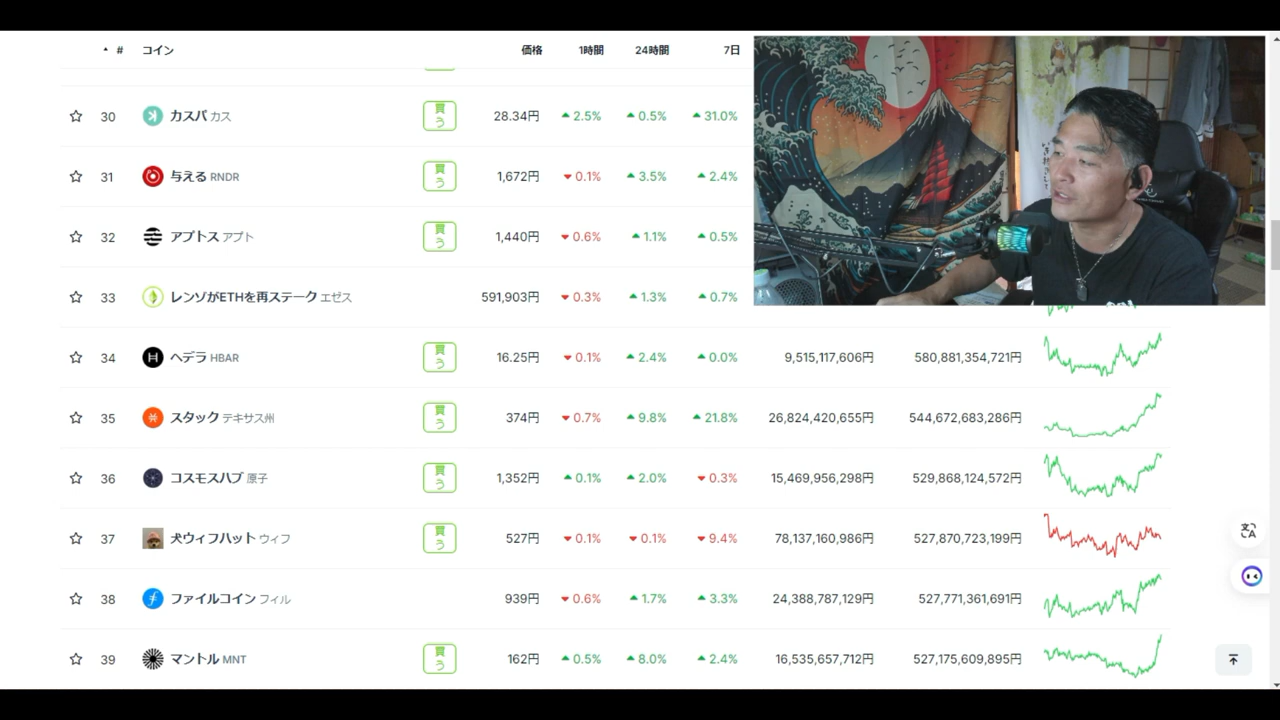 # コイン 価格 1時間 24時間 7日
30 カスパ カス 買う 28.34円 2.5% 0.5% 31.0%
31 与える RNDR 買う 1,672円 0.1% 3.5% 2.4%
32 アプトス アプト 買う 1,440円 0.6% 1.1% 0.5%
33 レンゾがETHを再ステーク エゼス 591,903円 0.3% 1.3% 0.7%
34 ヘデラ HBAR 買う 16.25円 0.1% 2.4% 0.0% 9,515,117,606円 580,881,354,721円
35 スタック テキサス州 買う 374円 0.7% 9.8% 21.8% 26,824,420,655円 544,672,683,286円
36 コスモスハブ 原子 買う 1,352円 0.1% 2.0% 0.3% 15,469,956,298円 529,868,124,572円
37 犬ウィフハット ウィフ 買う 527円 0.1% 0.1% 9.4% 78,137,160,986円 527,870,723,199円
38 ファイルコイン フィル 939円 0.6% 1.7% 3.3% 24,388,787,129円 527,771,361,691円
39 マントル MNT 買う 162円 0.5% 8.0% 2.4% 16,535,657,712円 527,175,609,895円